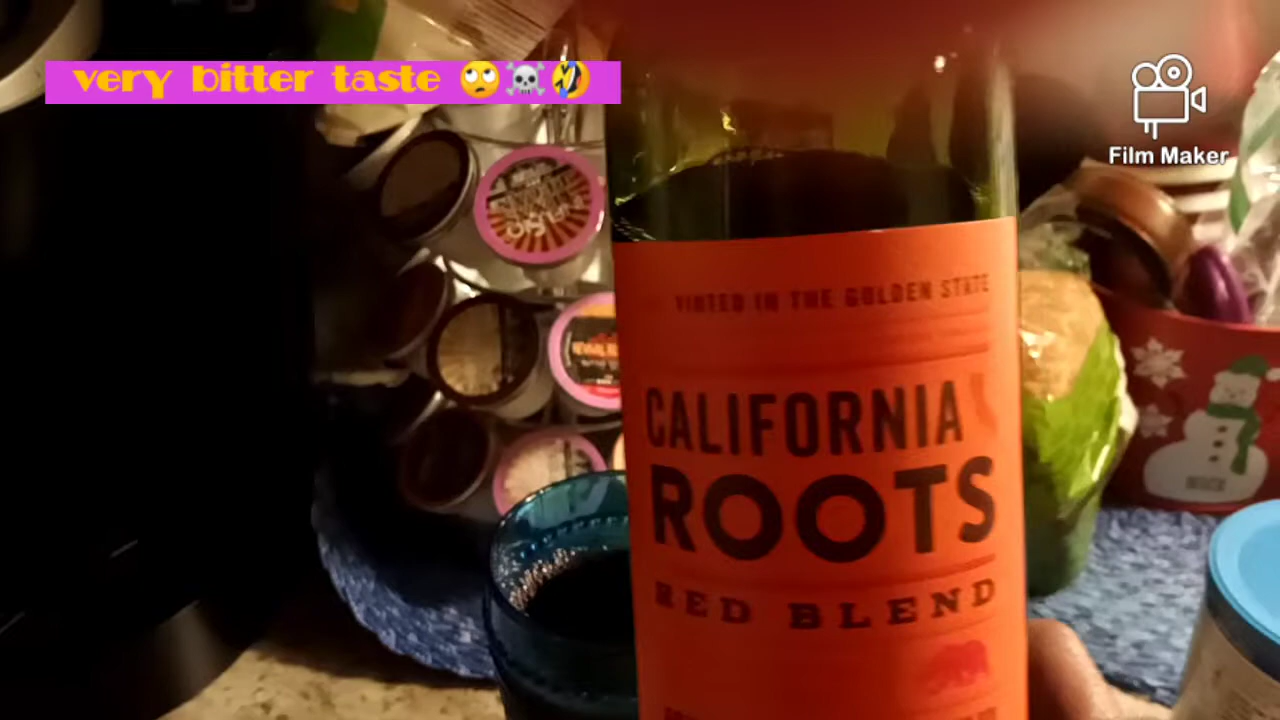 very bitter taste 🙄☠️🤣
Film Maker
VINTED IN THE GOLDEN STATE
CALIFORNIA
ROOTS
RED BLEND